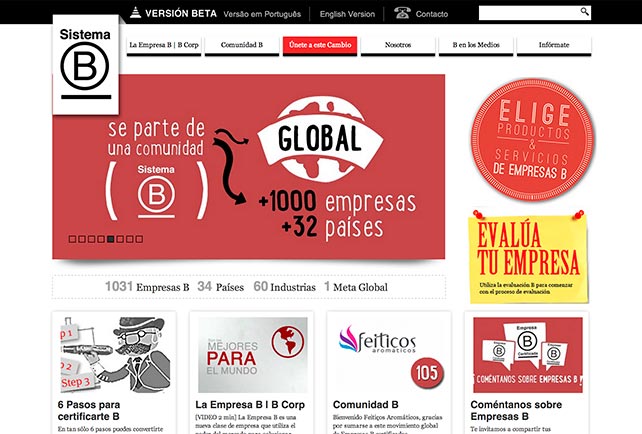 VERSIÓN BETA Versão em Português English Version Contacto
Sistema
B
La Empresa B | B Corp Comunidad B Únete a este Cambio Nosotros B en los Medios Infórmate
se parte de
una comunidad
Sistema
B
GLOBAL
+1000 empresas
+32 países
ELIGE
PRODUCTOS
&
SERVICIOS
DE EMPRESAS B
EVALÚA
TU EMPRESA
Utiliza la evaluación B para comenzar
con el proceso de evaluación
1031 Empresas B 34 Países 60 Industrias 1 Meta Global
Step 3
MEJORES
PARA
EL MUNDO
feitiços
aromáticos
105
Empresa
B
Certificada
¡COMÉNTANOS SOBRE EMPRESAS B!
6 Pasos para
certificarte B
En tan sólo 6 pasos puedes convertirte
La Empresa B | B Corp
(VIDEO 2 min) La Empresa B es una
nueva clase de empresa que utiliza el
Comunidad B
Bienvenido Feitiço Aromáticos, gracias
por sumarse a este movimiento global
Coméntanos sobre
Empresas B
Te invitamos a compartir tu